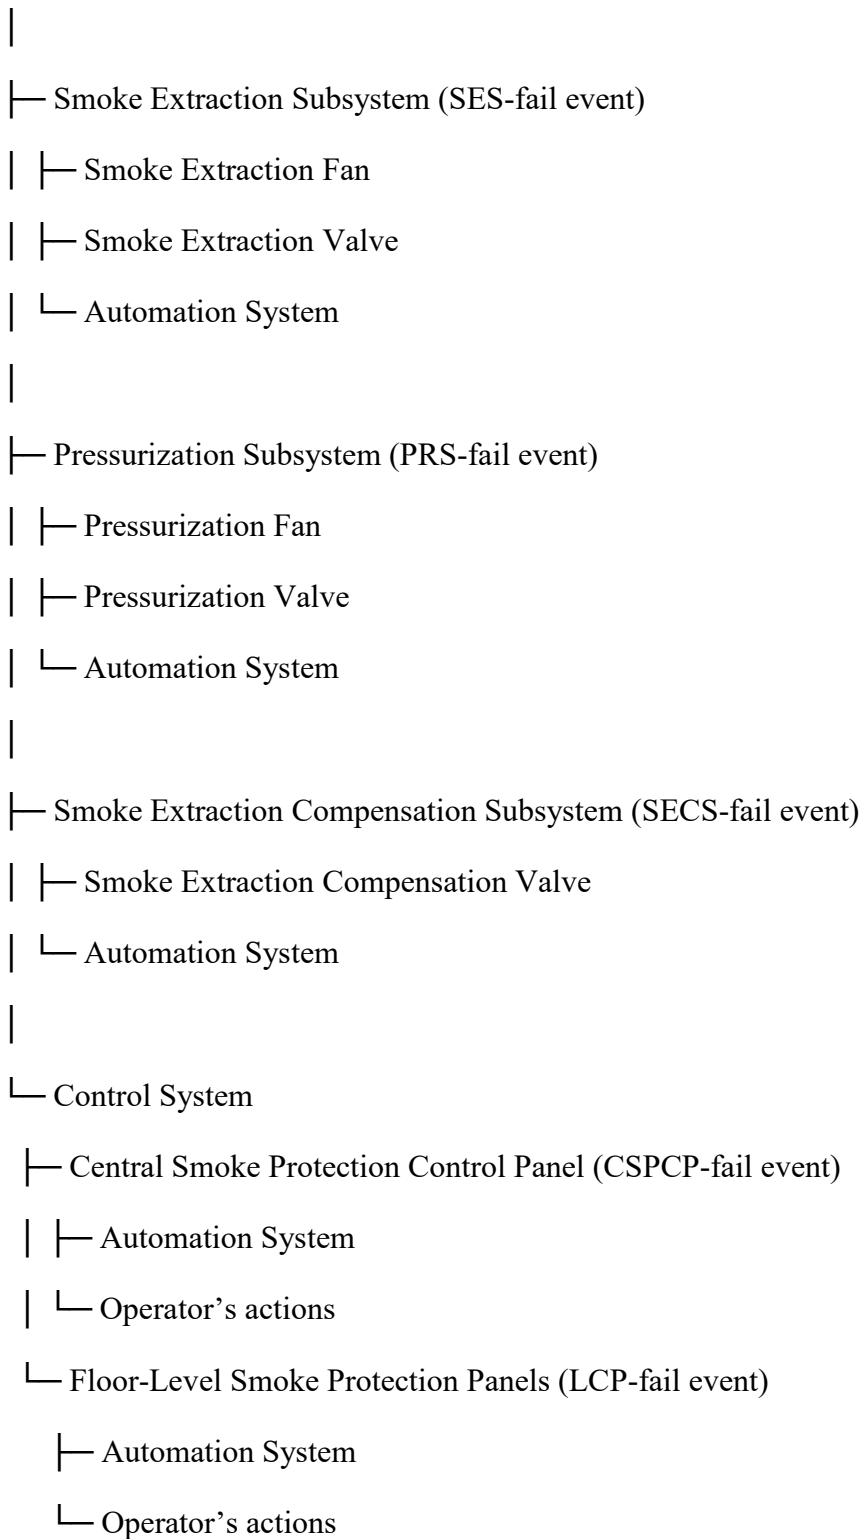 │
├─ Smoke Extraction Subsystem (SES-fail event)
│ ├─ Smoke Extraction Fan
│ ├─ Smoke Extraction Valve
│ └─ Automation System
│
├─ Pressurization Subsystem (PRS-fail event)
│ ├─ Pressurization Fan
│ ├─ Pressurization Valve
│ └─ Automation System
│
├─ Smoke Extraction Compensation Subsystem (SECS-fail event)
│ ├─ Smoke Extraction Compensation Valve
│ └─ Automation System
│
└─ Control System
 ├─ Central Smoke Protection Control Panel (CSPCP-fail event)
 │ ├─ Automation System
 │ └─ Operator’s actions
 └─ Floor-Level Smoke Protection Panels (LCP-fail event)
   ├─ Automation System
   └─ Operator’s actions